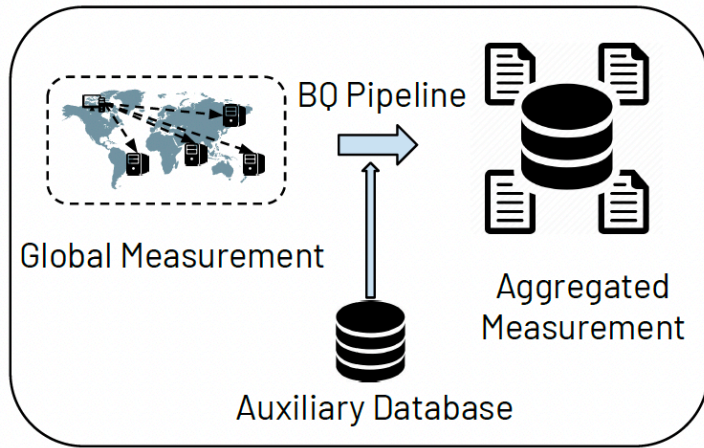 BQ Pipeline
Global Measurement
Aggregated
Measurement
Auxiliary Database